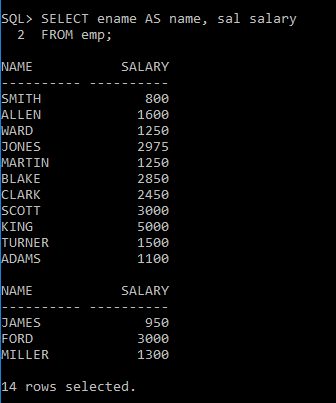 SQL> SELECT ename AS name, sal salary
  2  FROM emp;
NAME           SALARY
---------- ----------
SMITH             800
ALLEN            1600
WARD             1250
JONES            2975
MARTIN           1250
BLAKE            2850
CLARK            2450
SCOTT            3000
KING             5000
TURNER           1500
ADAMS            1100
NAME           SALARY
---------- ----------
JAMES             950
FORD             3000
MILLER           1300
14 rows selected.